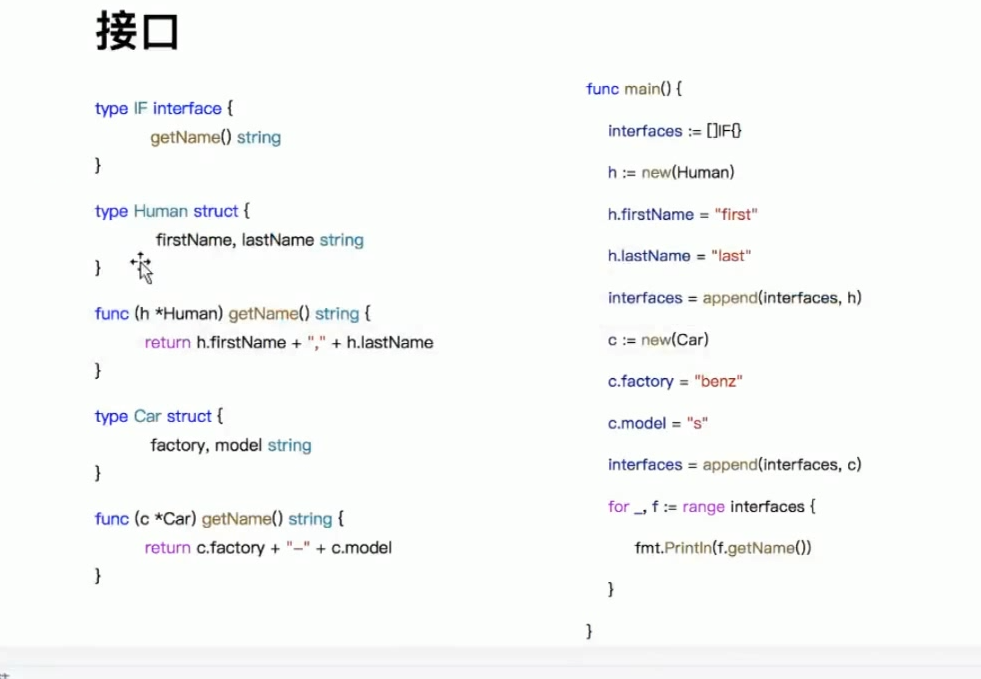 接口
type IF interface {
getName() string
}
type Human struct {
firstName, lastName string
}
func (h *Human) getName() string {
return h.firstName + "," + h.lastName
}
type Car struct {
factory, model string
}
func (c *Car) getName() string {
return c.factory + "-" + c.model
}
func main() {
interfaces := []IF{}
h := new(Human)
h.firstName = "first"
h.lastName = "last"
interfaces = append(interfaces, h)
c := new(Car)
c.factory = "benz"
c.model = "s"
interfaces = append(interfaces, c)
for _, f := range interfaces {
fmt.Println(f.getName())
}
}